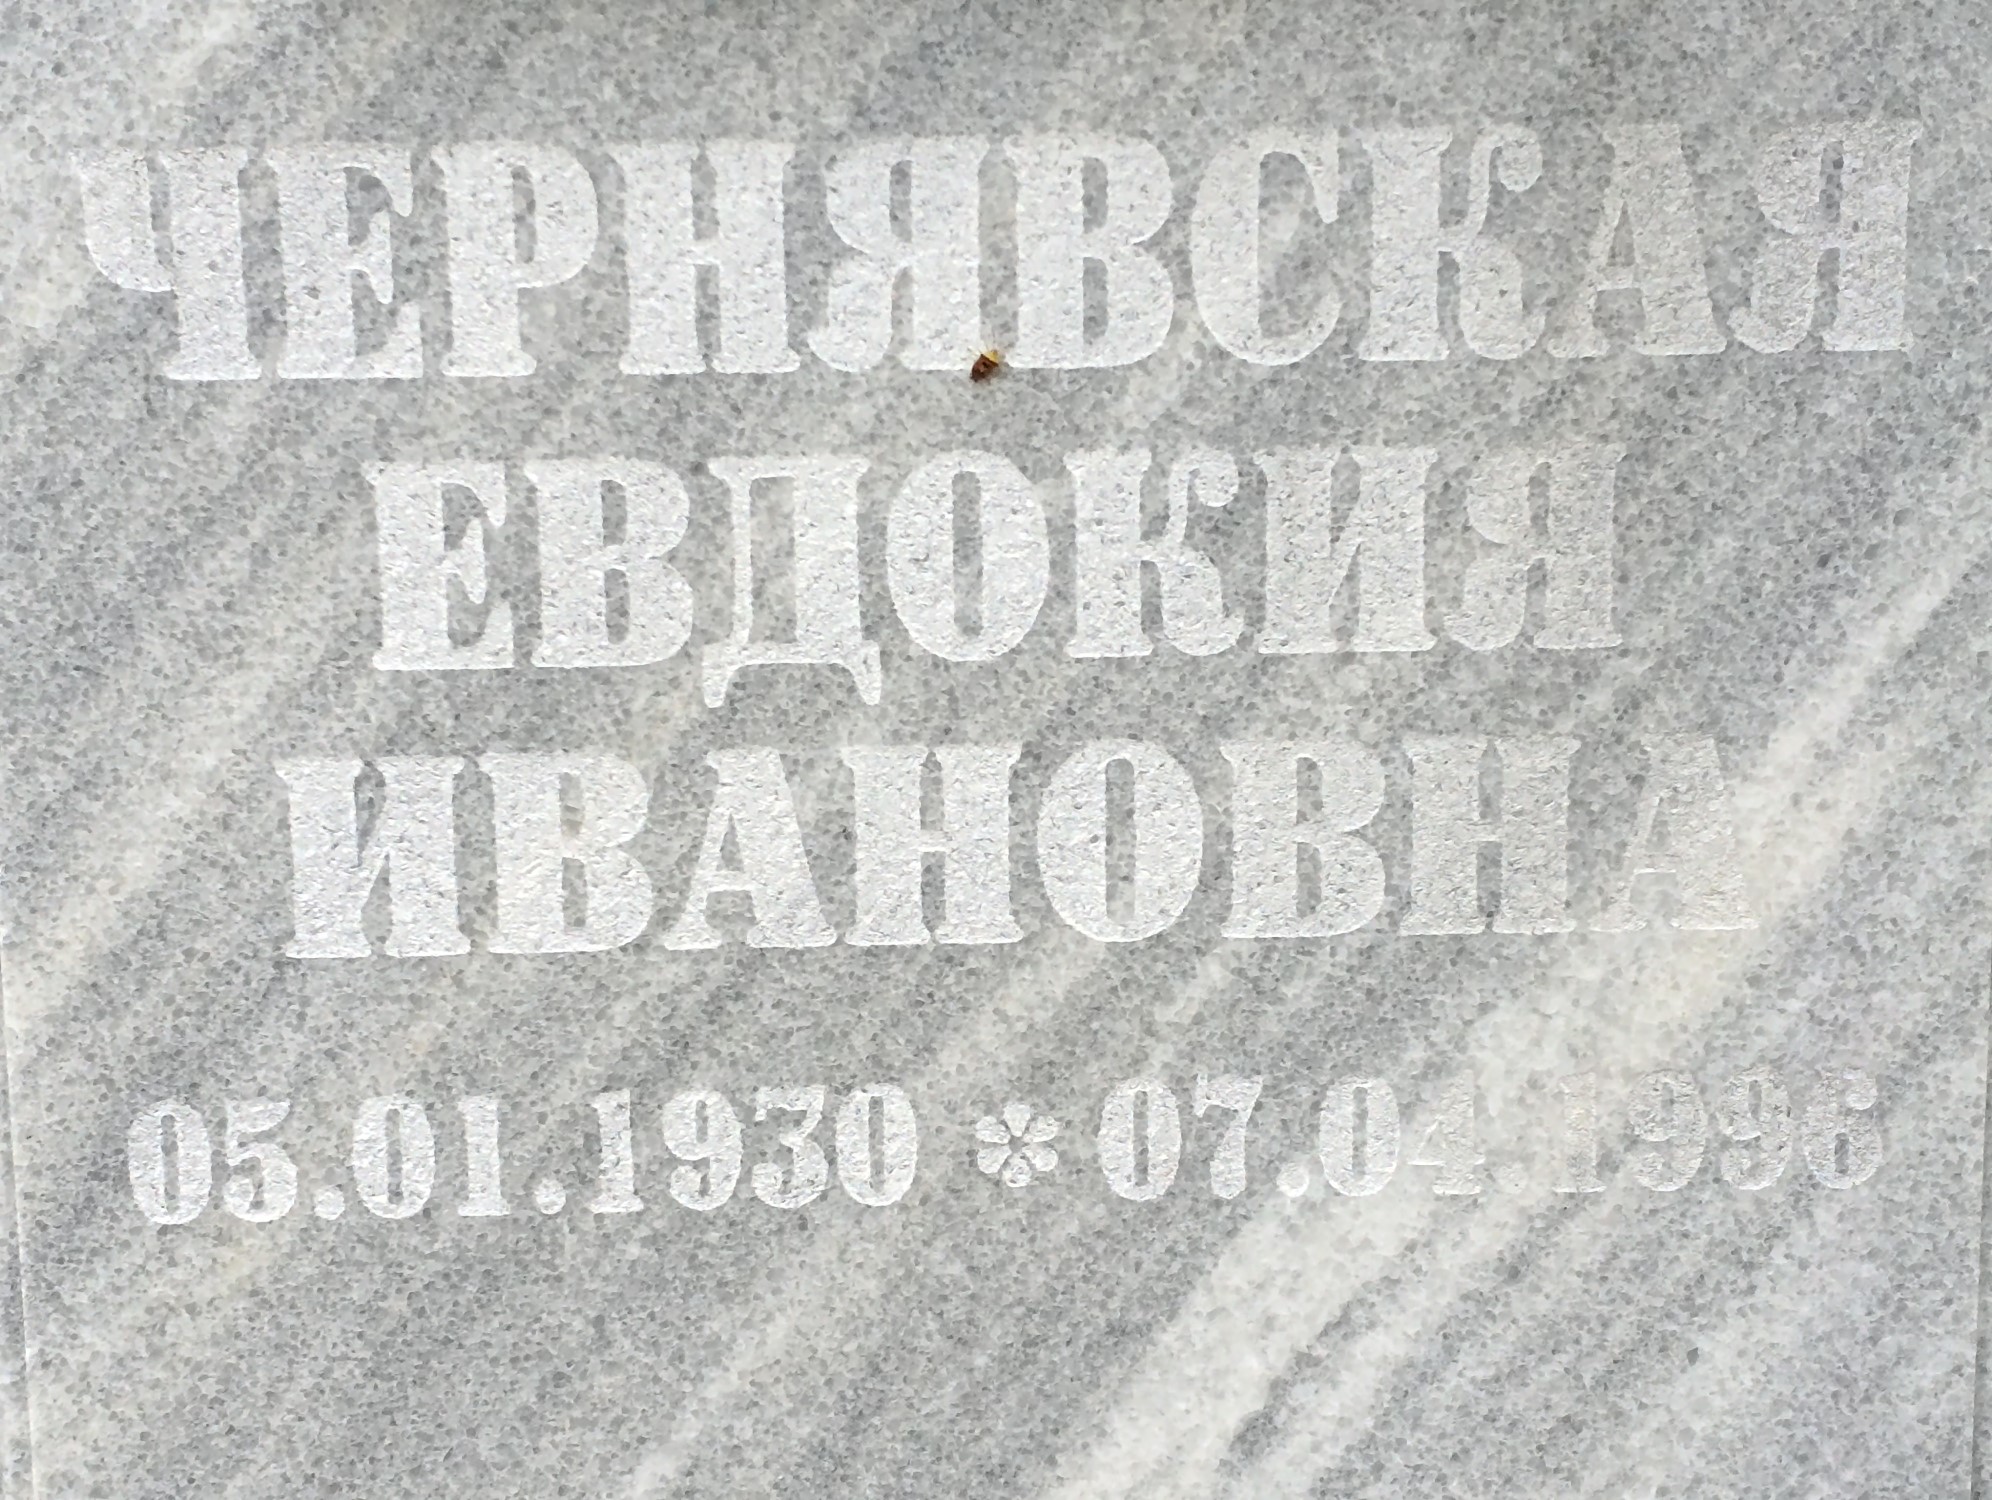 ЧЕРНЯВСКАЯ
ЕВДОКИЯ
ИВАНОВНА
05.01.1930 * 07.04.1996